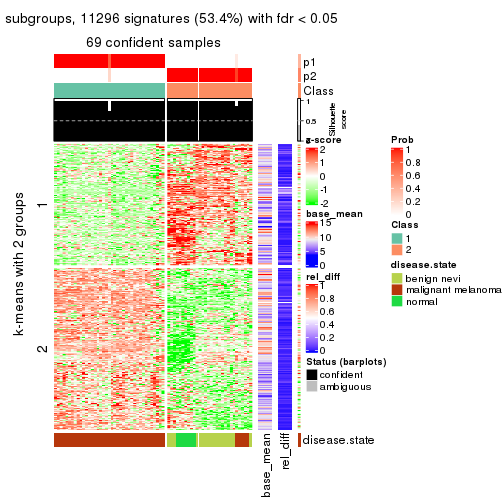 subgroups, 11296 signatures (53.4%) with fdr < 0.05
69 confident samples
p1
p2
Class
1
0.5
0
Silhouette
score
k-means with 2 groups
1
2
z-score
2
1
0
-1
-2
base_mean
15
10
5
0
rel_diff
1
0.8
0.6
0.4
0.2
0
Status (barplots)
confident
ambiguous
Prob
1
0.8
0.6
0.4
0.2
0
Class
1
2
disease.state
benign nevi
malignant melanoma
normal
disease.state
base_mean
rel_diff